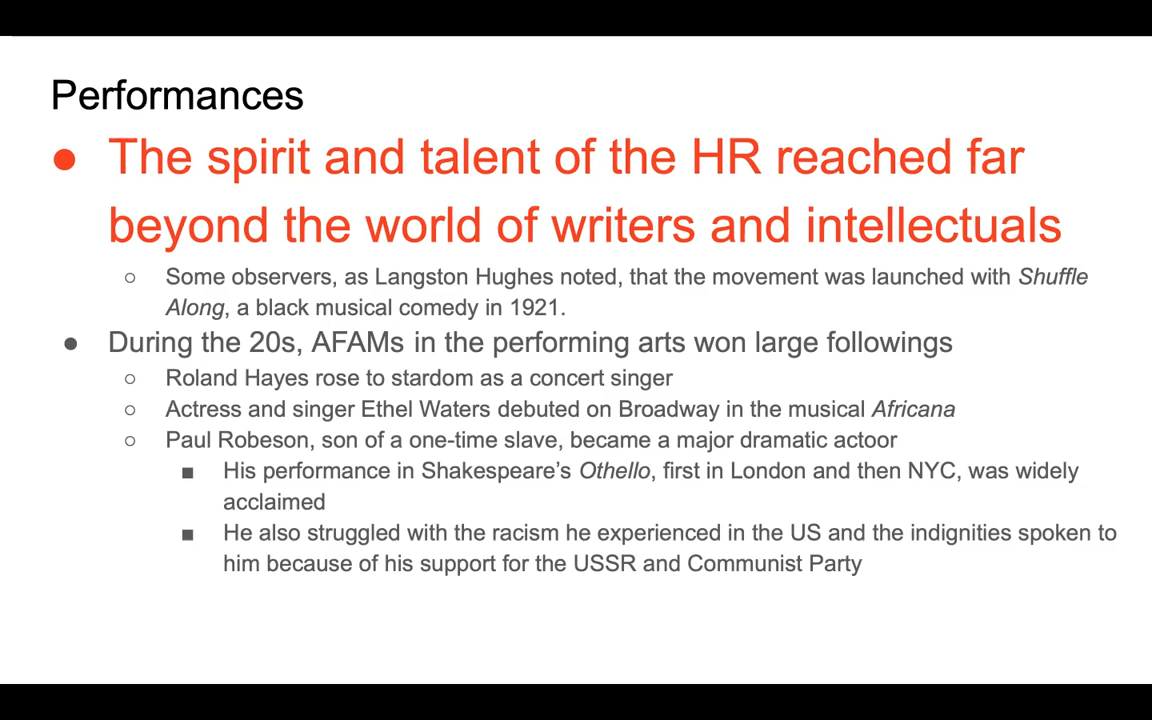 Performances
● The spirit and talent of the HR reached far
beyond the world of writers and intellectuals
○ Some observers, as Langston Hughes noted, that the movement was launched with Shuffle
Along, a black musical comedy in 1921.
● During the 20s, AFAMs in the performing arts won large followings
○ Roland Hayes rose to stardom as a concert singer
○ Actress and singer Ethel Waters debuted on Broadway in the musical Africana
○ Paul Robeson, son of a one-time slave, became a major dramatic actoor
■ His performance in Shakespeare’s Othello, first in London and then NYC, was widely
acclaimed
■ He also struggled with the racism he experienced in the US and the indignities spoken to
him because of his support for the USSR and Communist Party